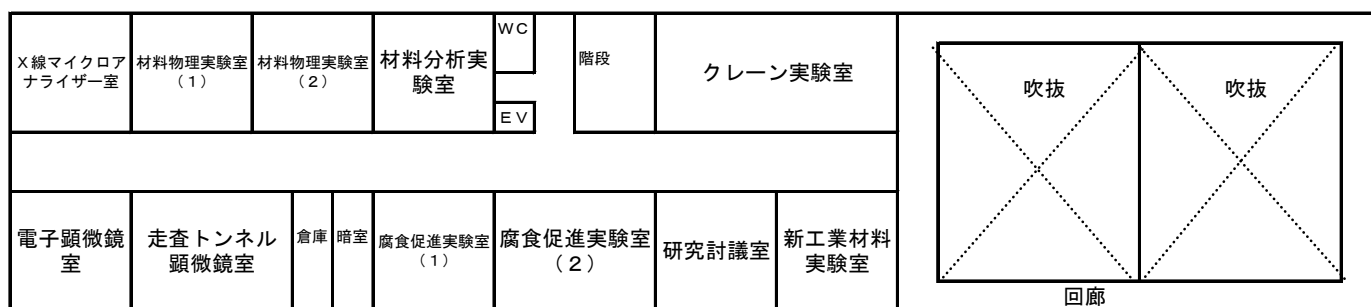 X線マイクロア
ナライザー室
材料物理実験室
(1)
材料物理実験室
(2)
材料分析実
験室
WC
EV
階段
クレーン実験室
吹抜
吹抜
電子顕微鏡
室
走査トンネル
顕微鏡室
倉庫
暗室
腐食促進実験室
(1)
腐食促進実験室
(2)
研究討議室
新工業材料
実験室
回廊